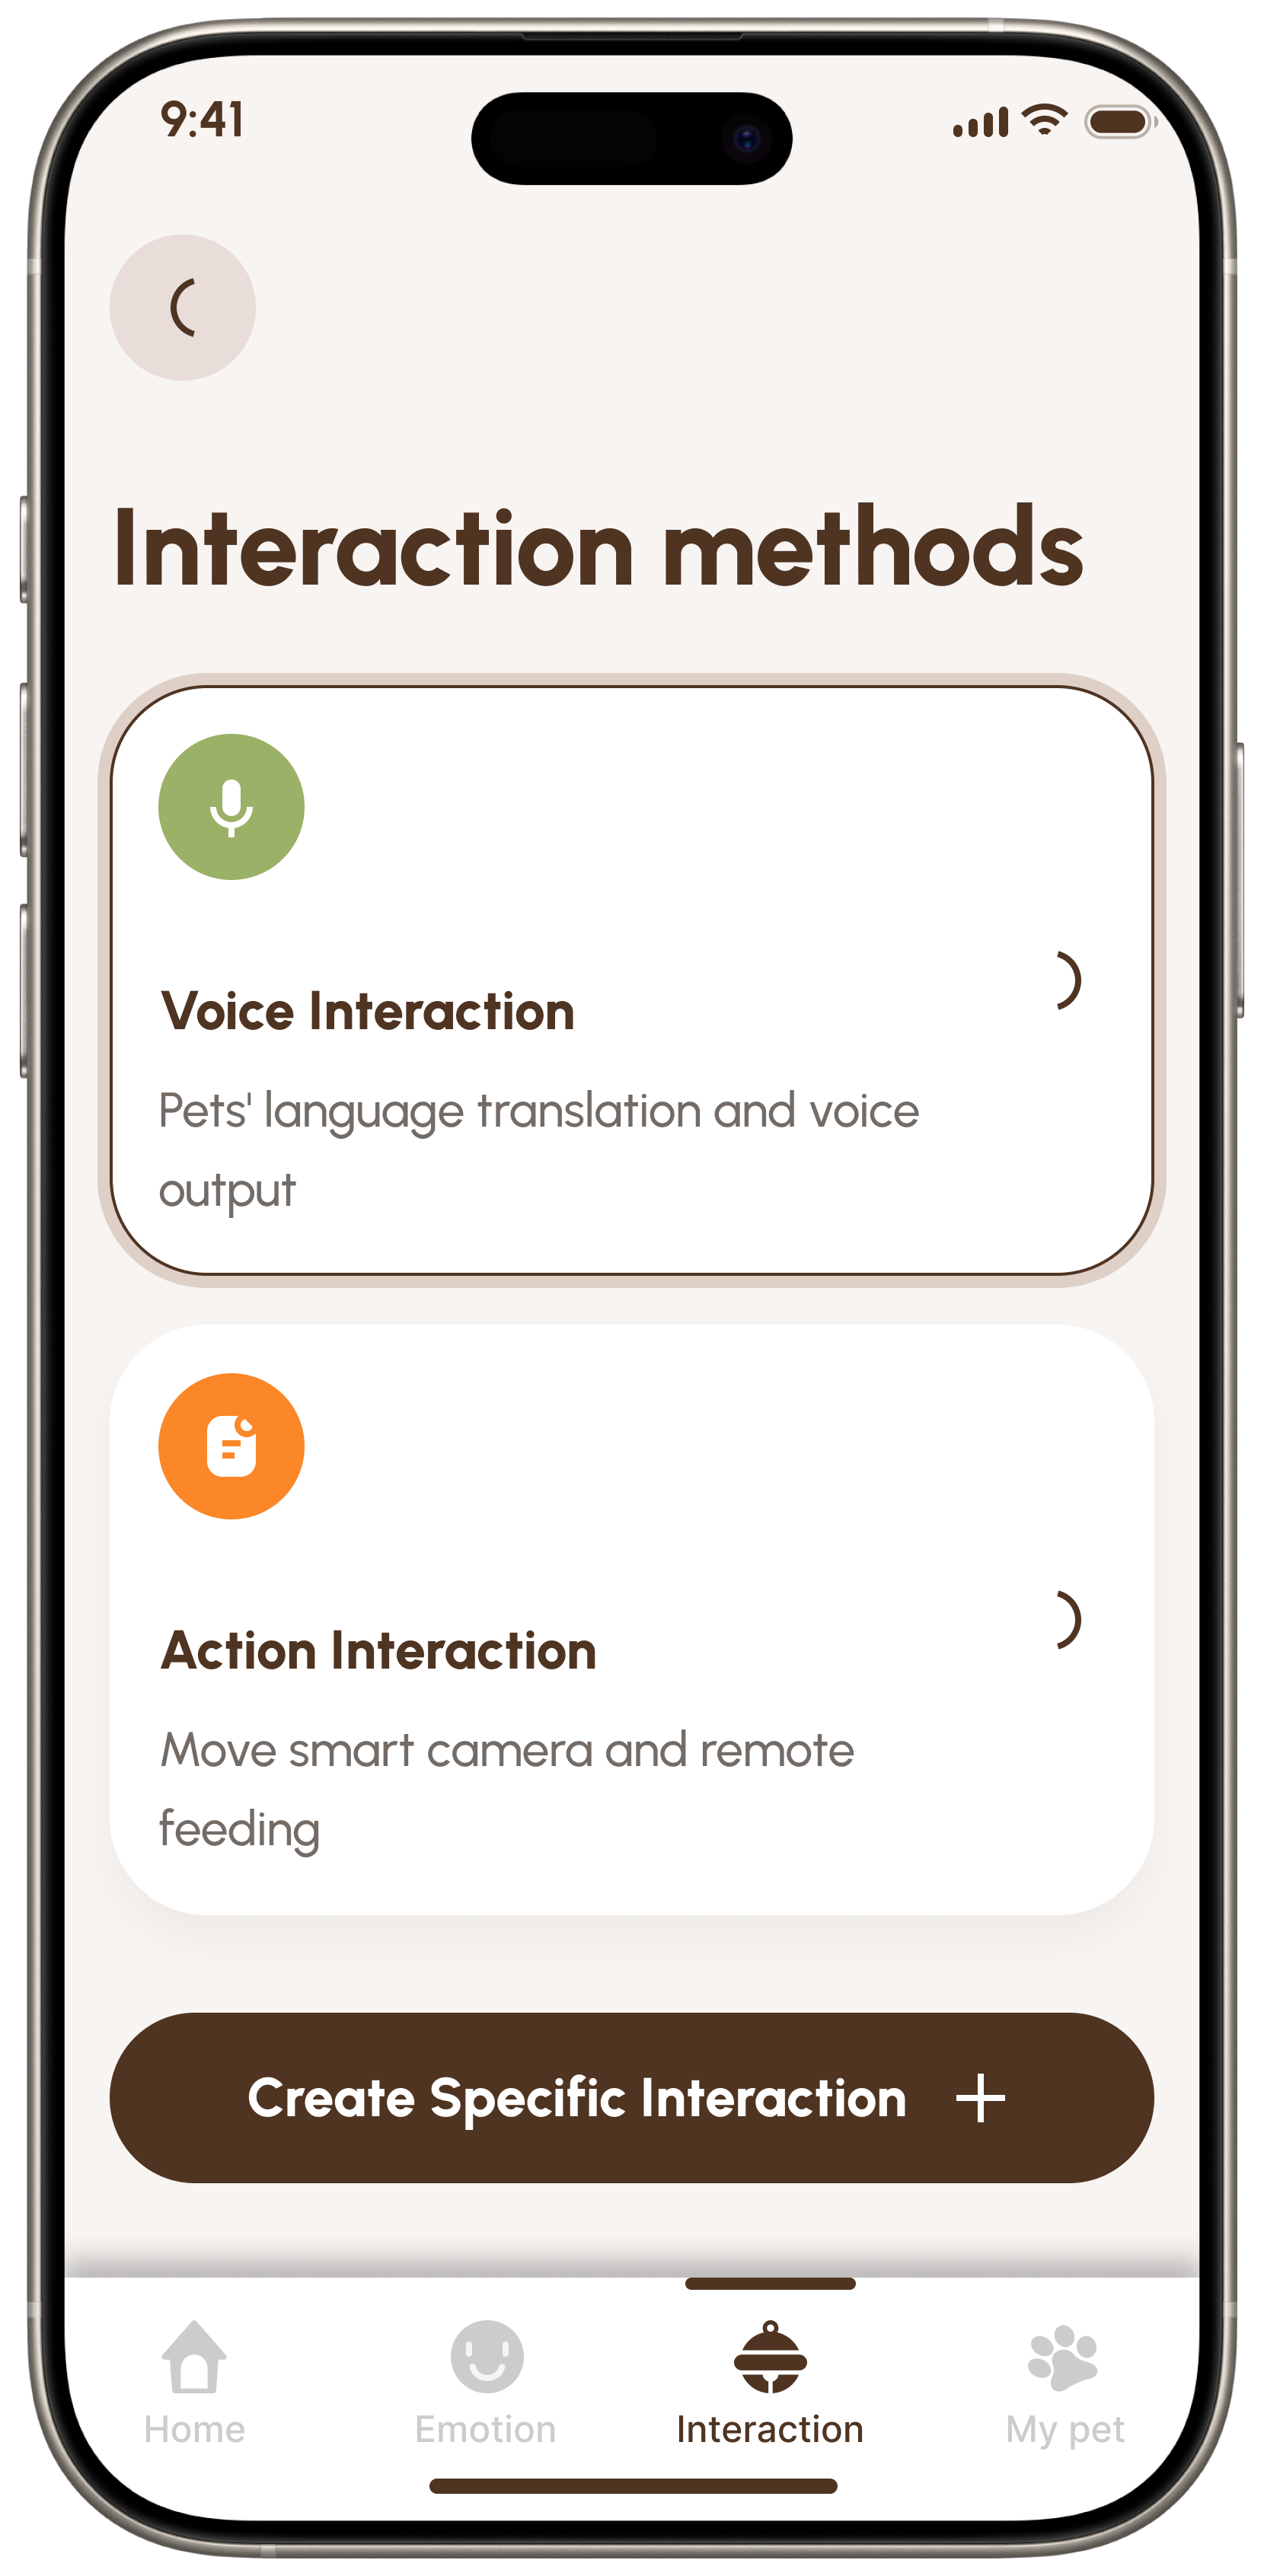 9:41
Interaction methods
Voice Interaction
Pets' language translation and voice
output
Action Interaction
Move smart camera and remote
feeding
Create Specific Interaction
Home
Emotion
Interaction
My pet